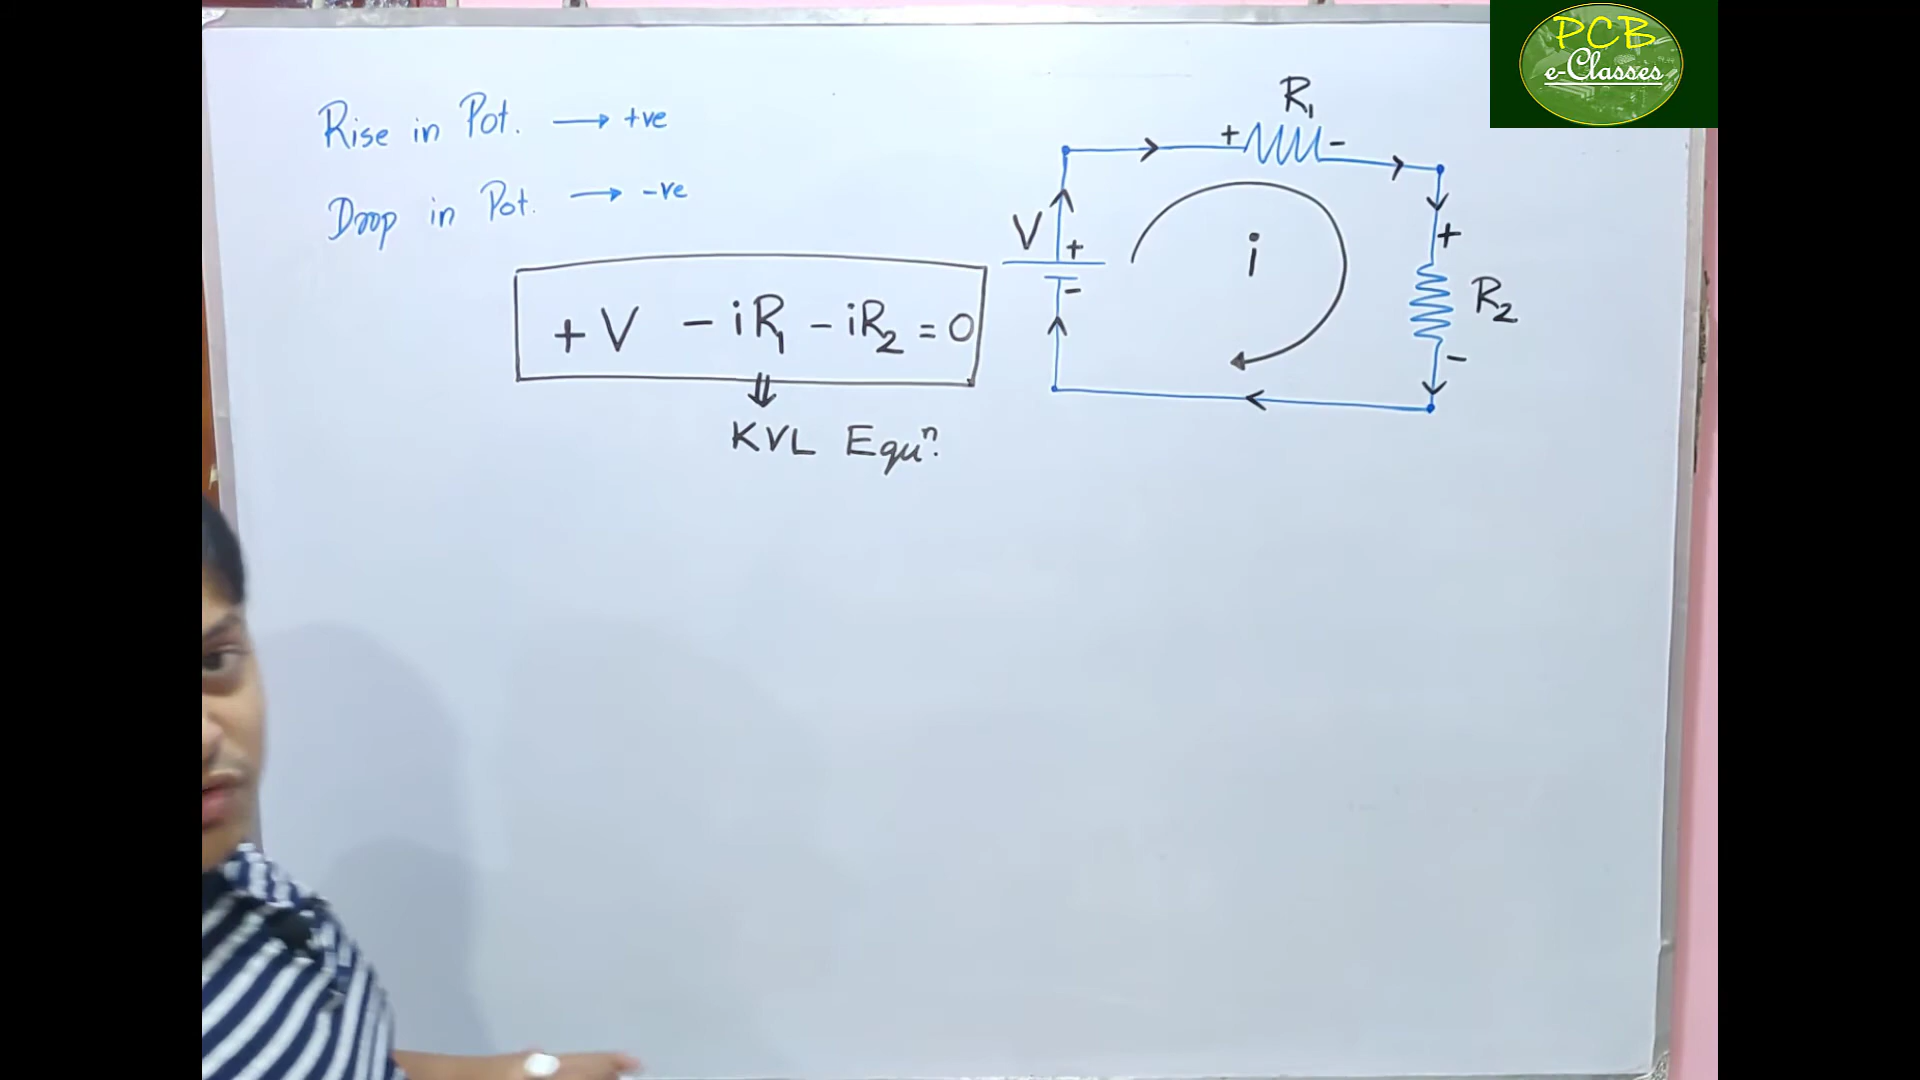 PCB
e-Classes
Rise in Pot. → +ve
Drop in Pot. → -ve
+V - iR₁ - iR₂ = 0
⇓
KVL Equⁿ.
R₁
+ -
V
+
-
i
+
R₂
-